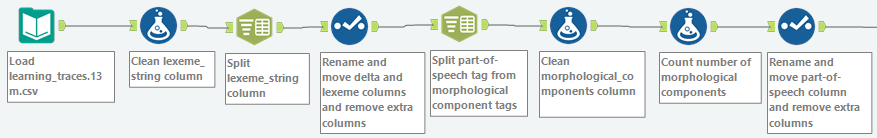 Load
learning_traces.13
m.csv
Clean lexeme_
string column
Split
lexeme_string
column
Rename and
move delta and
lexeme columns
and remove extra
columns
Split part-of-
speech tag from
morphological
component tags
Clean
morphological_co
mponents column
Count number of
morphological
components
Rename and
move part-of-
speech column
and remove extra
columns